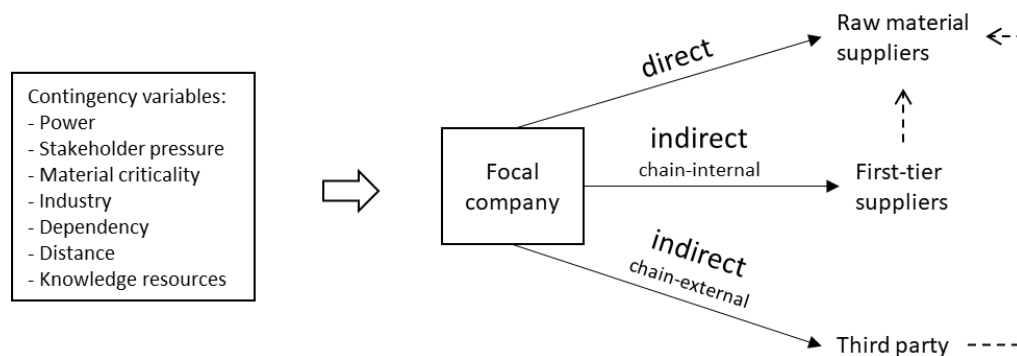 Contingency variables:
- Power
- Stakeholder pressure
- Material criticality
- Industry
- Dependency
- Distance
- Knowledge resources
Focal
company
direct
indirect
chain-internal
indirect
chain-external
Raw material
suppliers
First-tier
suppliers
Third party